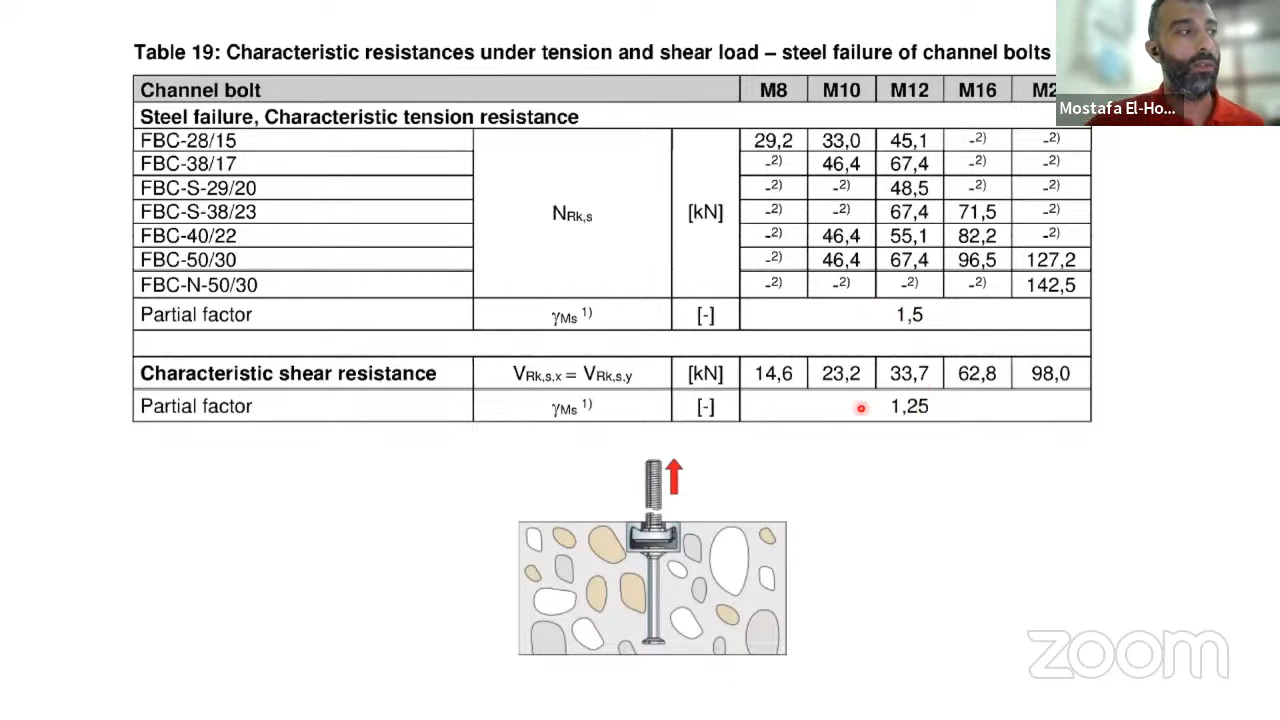 Table 19: Characteristic resistances under tension and shear load – steel failure of channel bolts
Mostafa El-Ho...
Channel bolt M8 M10 M12 M16
Steel failure, Characteristic tension resistance
FBC-28/15 29,2 33,0 45,1 -2) -2)
FBC-38/17 -2) 46,4 67,4 -2) -2)
FBC-S-29/20 -2) -2) 48,5 -2) -2)
FBC-S-38/23 NRk,s [kN] -2) -2) 67,4 71,5 -2)
FBC-40/22 -2) 46,4 55,1 82,2 -2)
FBC-50/30 -2) 46,4 67,4 96,5 127,2
FBC-N-50/30 -2) -2) -2) -2) 142,5
Partial factor γMs 1) [-] 1,5
Characteristic shear resistance VRk,s,x = VRk,s,y [kN] 14,6 23,2 33,7 62,8 98,0
Partial factor γMs 1) [-] 1,25
zoom